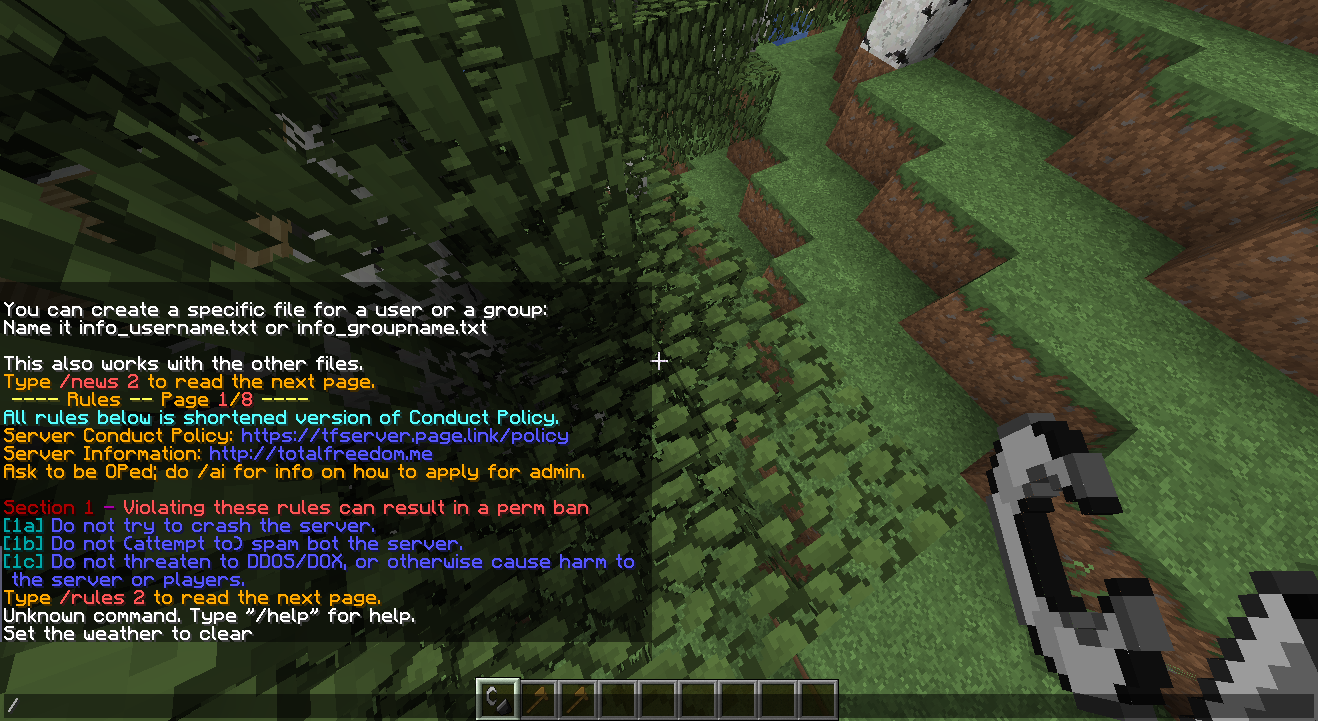 You can create a specific file for a user or a group:
Name it info_username.txt or info_groupname.txt
This also works with the other files.
Type /news 2 to read the next page.
---- Rules -- Page 1/8 ----
All rules below is shortened version of Conduct Policy.
Server Conduct Policy: https://tfserver.page.link/policy
Server Information: http://totalfreedom.me
Ask to be OPed; do /ai for info on how to apply for admin.
Section 1 - Violating these rules can result in a perm ban
[1a] Do not try to crash the server.
[1b] Do not (attempt to) spam bot the server.
[1c] Do not threaten to DDOS/DOX, or otherwise cause harm to
the server or players.
Type /rules 2 to read the next page.
Unknown command. Type "/help" for help.
Set the weather to clear
/